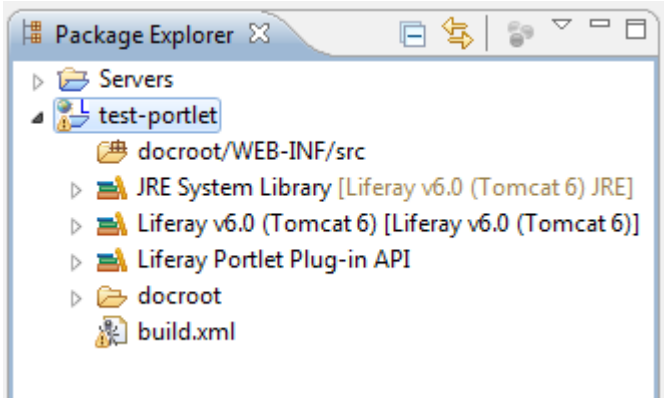 Package Explorer
Servers
test-portlet
docroot/WEB-INF/src
JRE System Library [Liferay v6.0 (Tomcat 6) JRE]
Liferay v6.0 (Tomcat 6) [Liferay v6.0 (Tomcat 6)]
Liferay Portlet Plug-in API
docroot
build.xml